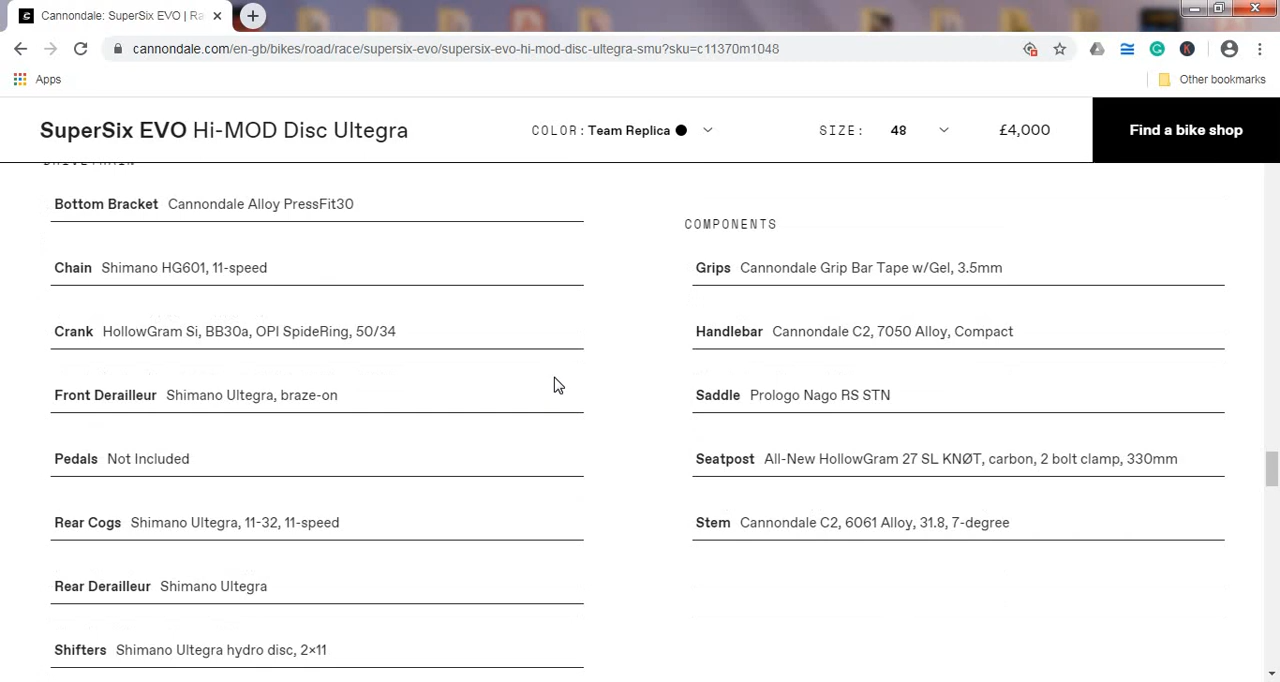 Cannondale: SuperSix EVO | Ra
cannondale.com/en-gb/bikes/road/race/supersix-evo/supersix-evo-hi-mod-disc-ultegra-smu?sku=c11370m1048
Apps
Other bookmarks
SuperSix EVO Hi-MOD Disc Ultegra
COLOR: Team Replica
SIZE: 48
£4,000
Find a bike shop
DRIVETRAIN
Bottom Bracket Cannondale Alloy PressFit30
Chain Shimano HG601, 11-speed
Crank HollowGram Si, BB30a, OPI SpideRing, 50/34
Front Derailleur Shimano Ultegra, braze-on
Pedals Not Included
Rear Cogs Shimano Ultegra, 11-32, 11-speed
Rear Derailleur Shimano Ultegra
Shifters Shimano Ultegra hydro disc, 2x11
COMPONENTS
Grips Cannondale Grip Bar Tape w/Gel, 3.5mm
Handlebar Cannondale C2, 7050 Alloy, Compact
Saddle Prologo Nago RS STN
Seatpost All-New HollowGram 27 SL KNØT, carbon, 2 bolt clamp, 330mm
Stem Cannondale C2, 6061 Alloy, 31.8, 7-degree